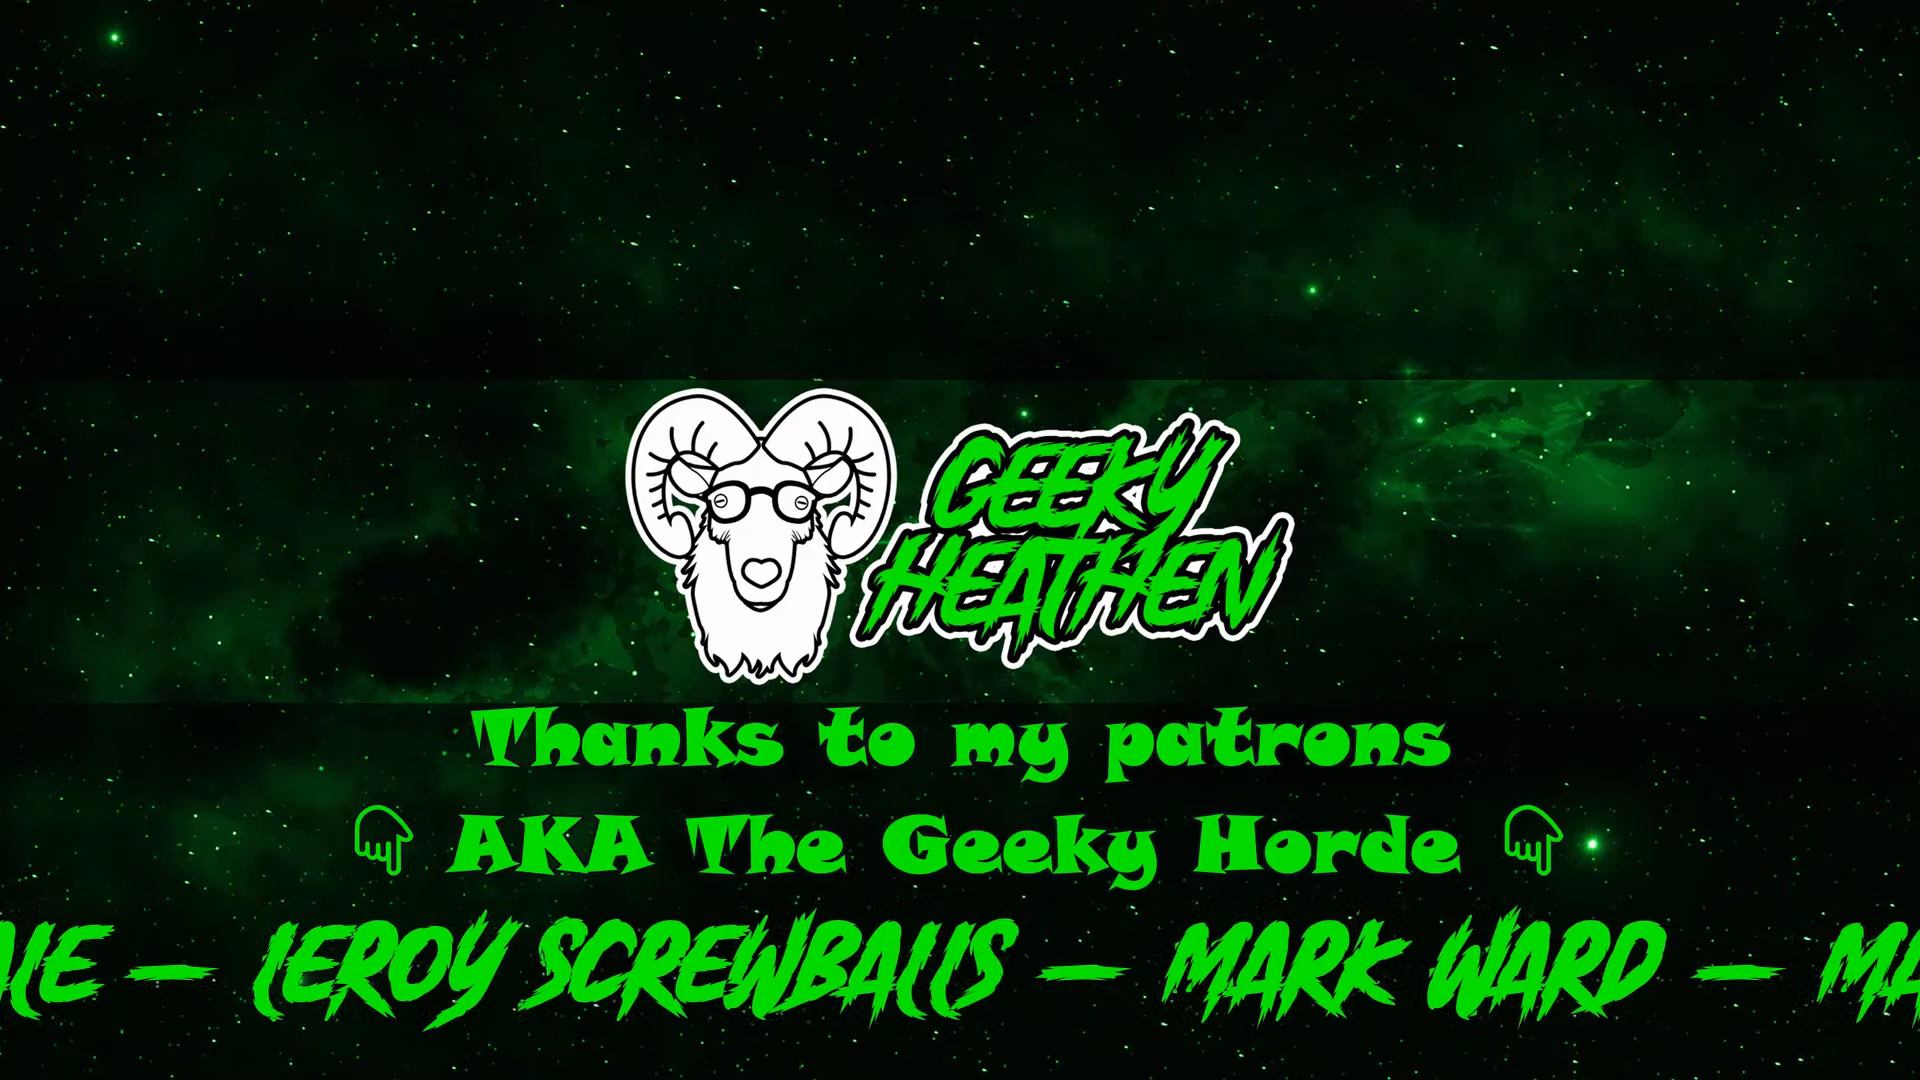 GEEKY
HEATHEN
Thanks to my patrons
AKA The Geeky Horde
LEROY SCREWBALLS — MARK WARD —